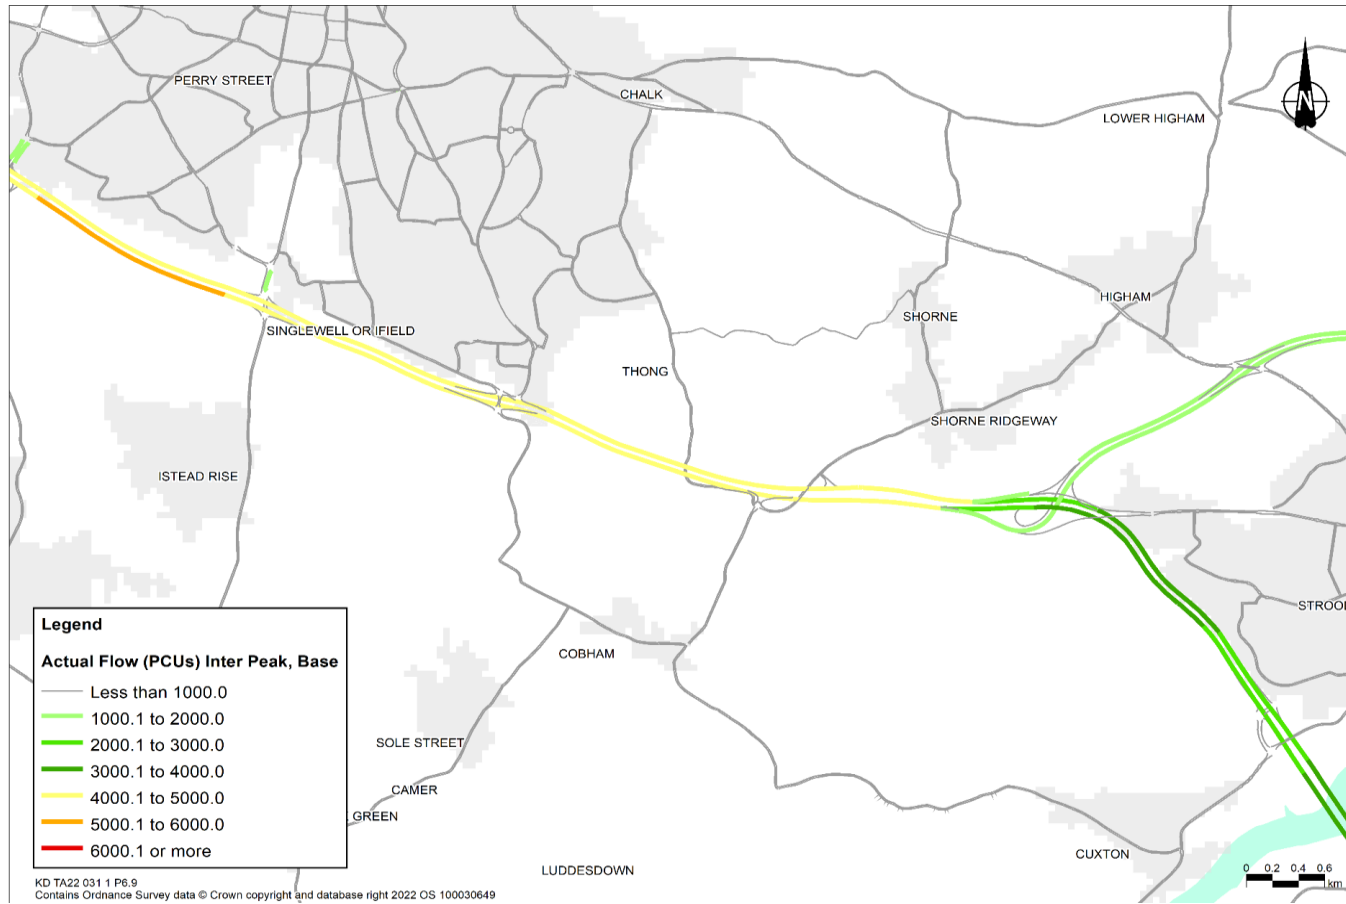 PERRY STREET
CHALK
LOWER HIGHAM
N
HIGHAM
SHORNE
SINGLEWELL OR IFIELD
THONG
SHORNE RIDGEWAY
ISTEAD RISE
STROOD
COBHAM
SOLE STREET
CAMER
GREEN
CUXTON
LUDDESDOWN
Legend
Actual Flow (PCUs) Inter Peak, Base
Less than 1000.0
1000.1 to 2000.0
2000.1 to 3000.0
3000.1 to 4000.0
4000.1 to 5000.0
5000.1 to 6000.0
6000.1 or more
0 0.2 0.4 0.6
km
KD TA22 031 1 P6.9
Contains Ordnance Survey data © Crown copyright and database right 2022 OS 100030649